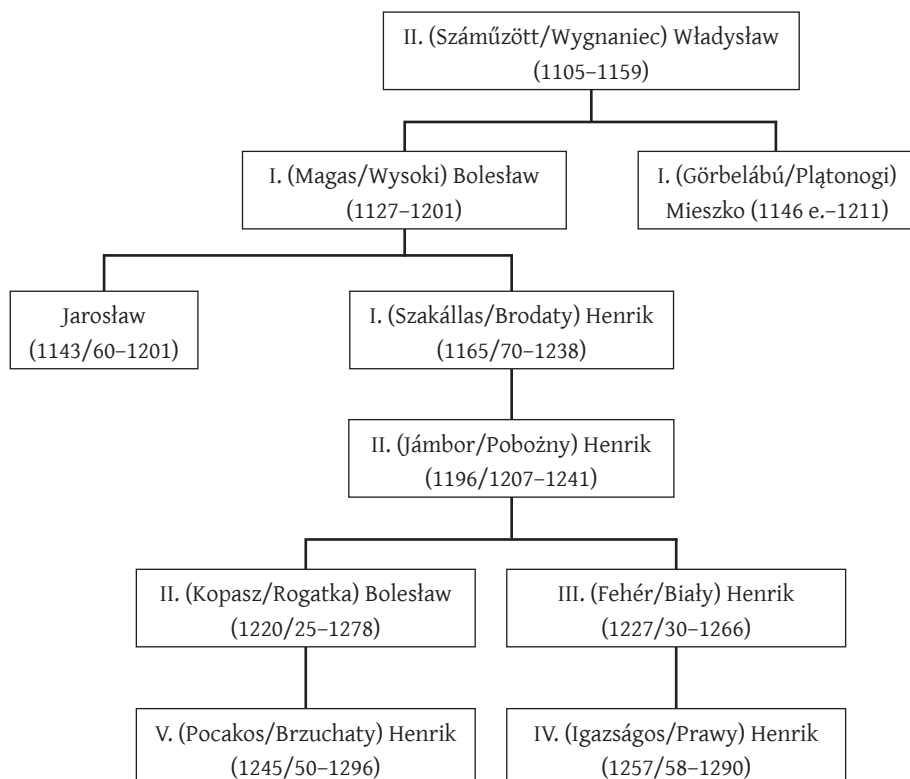 II. (Száműzött/Wygnaniec) Władysław
(1105–1159)
I. (Magas/Wysoki) Bolesław
(1127–1201)
I. (Görbelábú/Plątonogi)
Mieszko (1146 e.–1211)
Jarosław
(1143/60–1201)
I. (Szakállas/Brodaty) Henrik
(1165/70–1238)
II. (Jámbor/Pobożny) Henrik
(1196/1207–1241)
II. (Kopasz/Rogatka) Bolesław
(1220/25–1278)
III. (Fehér/Biały) Henrik
(1227/30–1266)
V. (Pocakos/Brzuchaty) Henrik
(1245/50–1296)
IV. (Igazságos/Prawy) Henrik
(1257/58–1290)